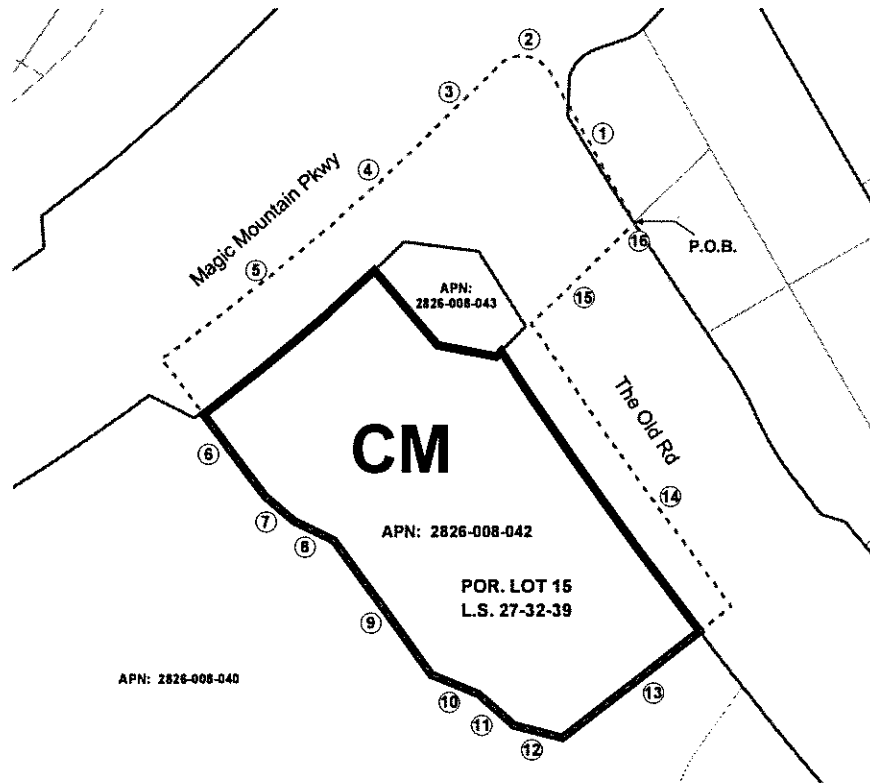 2
3
1
4
Magic Mountain Pkwy
16
P.O.B.
5
APN:
2826-008-043
15
The Old Rd
CM
6
14
7
8
APN: 2826-008-042
POR. LOT 15
L.S. 27-32-39
9
APN: 2826-008-040
10
13
11
12